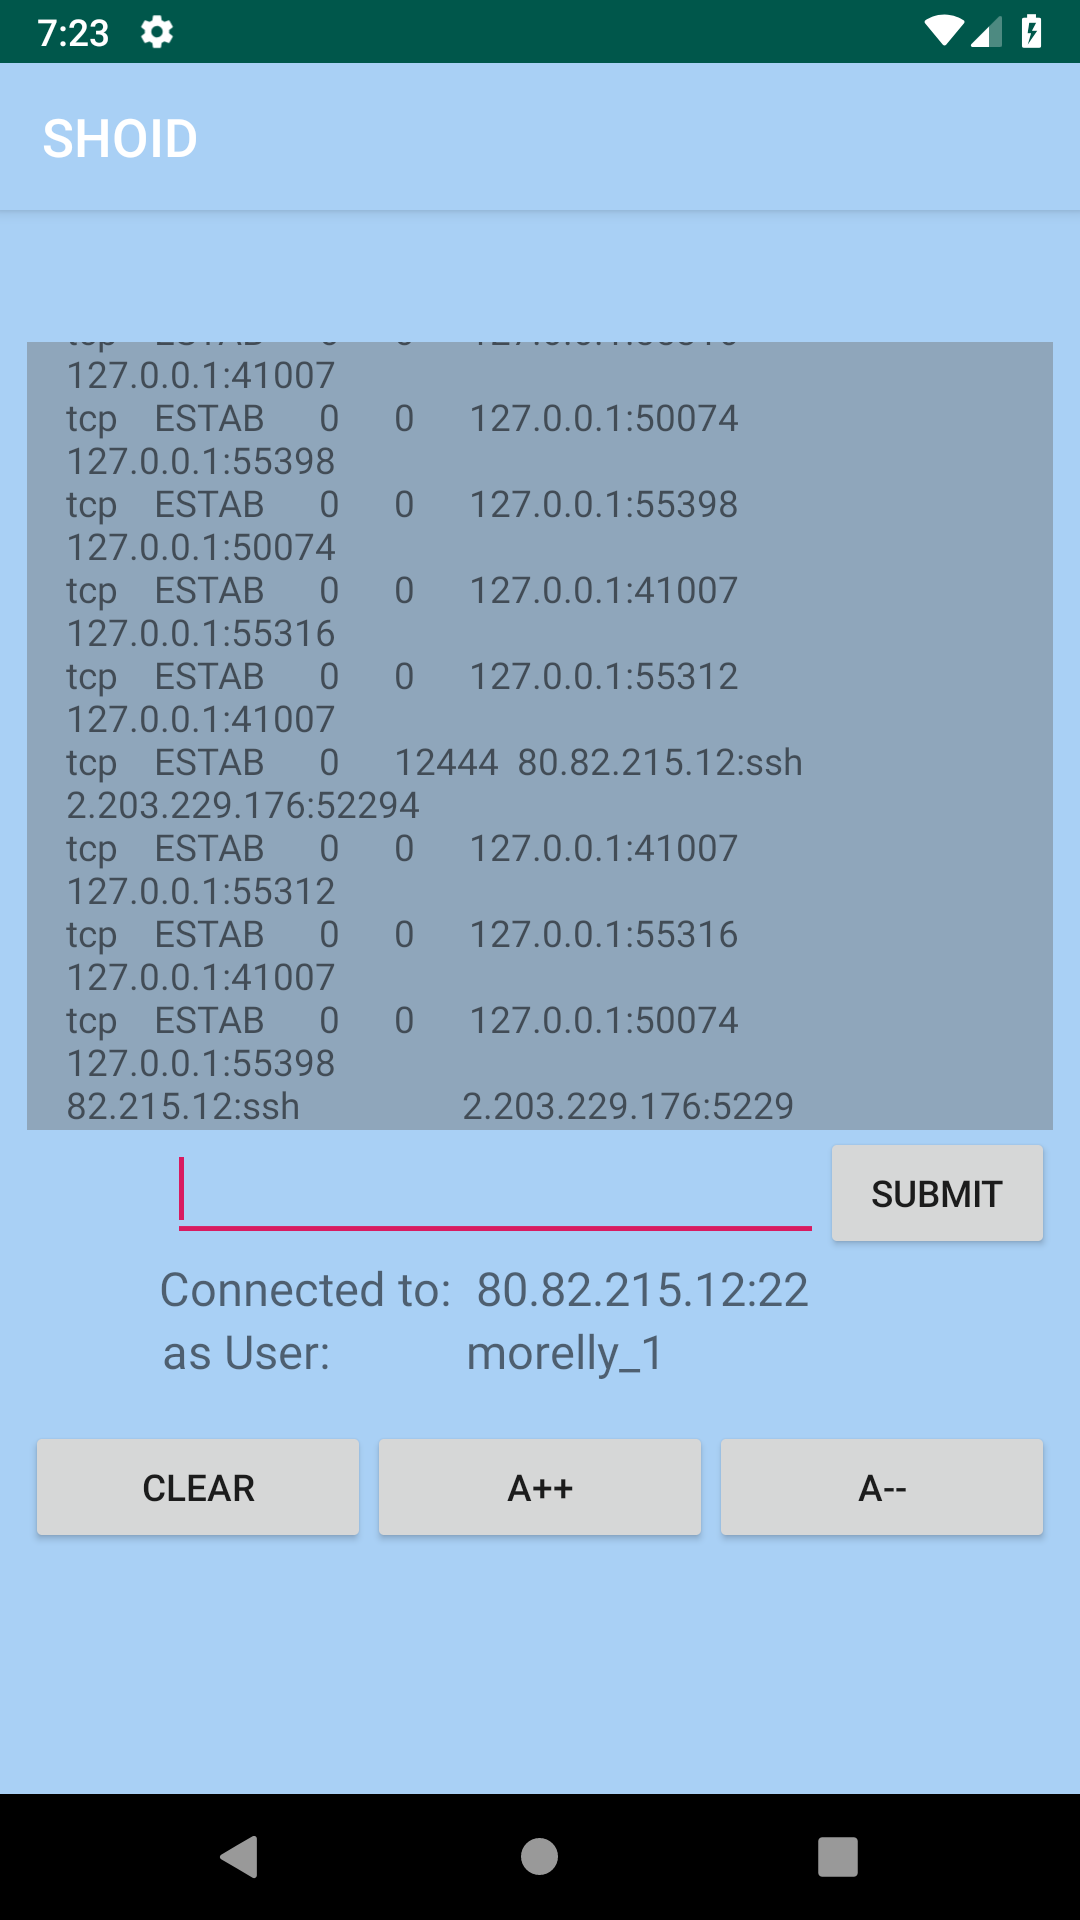 7:23
SHOID
127.0.0.1:41007
tcp ESTAB 0 0 127.0.0.1:50074
127.0.0.1:55398
tcp ESTAB 0 0 127.0.0.1:55398
127.0.0.1:50074
tcp ESTAB 0 0 127.0.0.1:41007
127.0.0.1:55316
tcp ESTAB 0 0 127.0.0.1:55312
127.0.0.1:41007
tcp ESTAB 0 12444 80.82.215.12:ssh
2.203.229.176:52294
tcp ESTAB 0 0 127.0.0.1:41007
127.0.0.1:55312
tcp ESTAB 0 0 127.0.0.1:55316
127.0.0.1:41007
tcp ESTAB 0 0 127.0.0.1:50074
127.0.0.1:55398
82.215.12:ssh 2.203.229.176:5229
SUBMIT
Connected to: 80.82.215.12:22
as User: morelly_1
CLEAR A++ A--